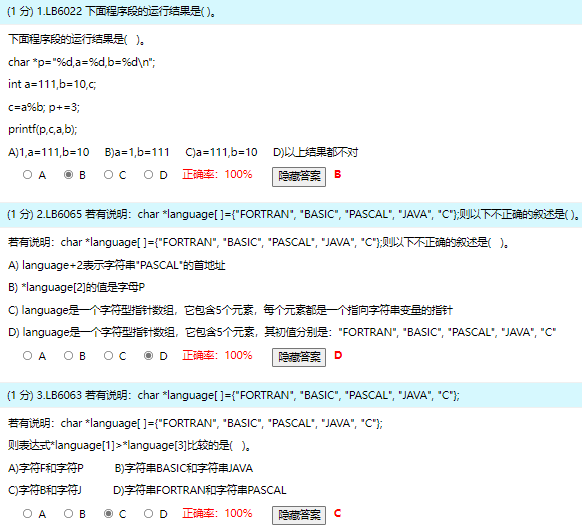 (1 分) 1.LB6022 下面程序段的运行结果是( )。
下面程序段的运行结果是(   )。
char *p="%d,a=%d,b=%d\n";
int a=111,b=10,c;
c=a%b; p+=3;
printf(p,c,a,b);
A)1,a=111,b=10     B)a=1,b=111     C)a=111,b=10     D)以上结果都不对
A B C D 正确率：100% 隐藏答案 B
(1 分) 2.LB6065 若有说明：char *language[ ]={"FORTRAN", "BASIC", "PASCAL", "JAVA", "C"};则以下不正确的叙述是( )。
若有说明：char *language[ ]={"FORTRAN", "BASIC", "PASCAL", "JAVA", "C"};则以下不正确的叙述是(   )。
A) language+2表示字符串"PASCAL"的首地址
B) *language[2]的值是字母P
C) language是一个字符型指针数组，它包含5个元素，每个元素都是一个指向字符串变量的指针
D) language是一个字符型指针数组，它包含5个元素，其初值分别是："FORTRAN", "BASIC", "PASCAL", "JAVA", "C"
A B C D 正确率：100% 隐藏答案 D
(1 分) 3.LB6063 若有说明：char *language[ ]={"FORTRAN", "BASIC", "PASCAL", "JAVA", "C"};
若有说明：char *language[ ]={"FORTRAN", "BASIC", "PASCAL", "JAVA", "C"};
则表达式*language[1]>*language[3]比较的是(   )。
A)字符F和字符P          B)字符串BASIC和字符串JAVA
C)字符B和字符J          D)字符串FORTRAN和字符串PASCAL
A B C D 正确率：100% 隐藏答案 C